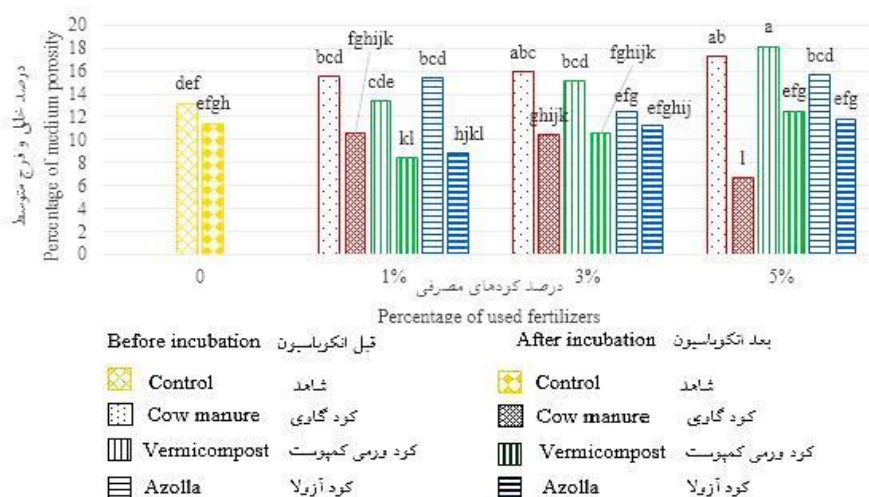 درصد خلل و فرج متوسط
Percentage of medium porosity
20
18
16
14
12
10
8
6
4
2
0
def
efgh
bcd
fghijk
cde
kl
bcd
hjkl
abc
ghijk
bcd
fghijk
efg
efghij
ab
l
a
efg
bcd
efg
0
1%
3%
5%
درصد کودهای مصرفی
Percentage of used fertilizers
Before incubation قبل انکوباسیون
Control شاهد
Cow manure کود گاوی
Vermicompost کود ورمی کمپوست
Azolla کود آزولا
After incubation بعد انکوباسیون
Control شاهد
Cow manure کود گاوی
Vermicompost کود ورمی کمپوست
Azolla کود آزولا